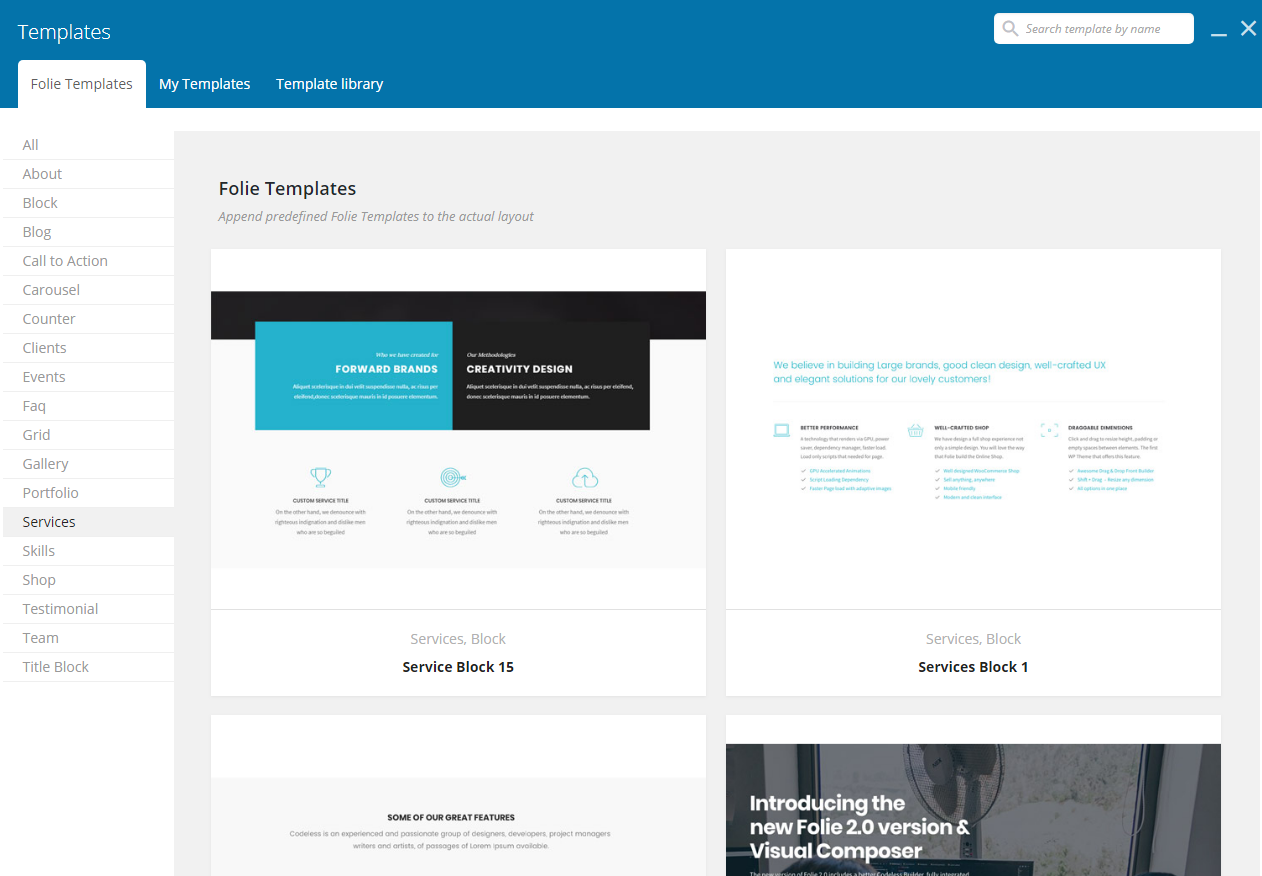 Templates
Search template by name
Folie Templates
My Templates
Template library
All
About
Block
Blog
Call to Action
Carousel
Counter
Clients
Events
Faq
Grid
Gallery
Portfolio
Services
Skills
Shop
Testimonial
Team
Title Block
Folie Templates
Append predefined Folie Templates to the actual layout
Who we have created for
FORWARD BRANDS
Aliquet scelerisque in dui velit suspendisse nulla, ac risus per
eleifend,donec scelerisque mauris in id posuere elementum.
Our Methodologies
CREATIVITY DESIGN
Aliquet scelerisque in dui velit suspendisse nulla, ac risus per eleifend,
donec scelerisque mauris in id posuere elementum.
CUSTOM SERVICE TITLE
On the other hand, we denounce with
righteous indignation and dislike men
who are so beguiled
CUSTOM SERVICE TITLE
On the other hand, we denounce with
righteous indignation and dislike men
who are so beguiled
CUSTOM SERVICE TITLE
On the other hand, we denounce with
righteous indignation and dislike men
who are so beguiled
Services, Block
Service Block 15
We believe in building Large brands, good clean design, well-crafted UX
and elegant solutions for our lovely customers!
BETTER PERFORMANCE
A technology that renders via GPU, power
saver, dependency manager, faster load.
Load only scripts that needed for page.
GPU Accelerated Animations
Script Loading Dependency
Faster Page load with adaptive images
WELL-CRAFTED SHOP
We have design a full shop experience not
only a simple design. You will love the way
that Folie build the Online Shop.
Well designed WooCommerce Shop
Sell anything, anywhere
Mobile friendly
Modern and clean interface
DRAGGABLE DIMENSIONS
Click and drag to resize height, padding or
empty spaces between elements. The first
WP Theme that offers this feature.
Awesome Drag & Drop Front Builder
Shift + Drag - Resize any dimension
All options in one place
Services, Block
Services Block 1
SOME OF OUR GREAT FEATURES
Codeless is an experienced and passionate group of designers, developers, project managers
writers and artists, of passages of Lorem Ipsum available.
Introducing the
new Folie 2.0 version &
Visual Composer
The new version of Folie 2.0 includes a better Codeless Builder, fully integrated